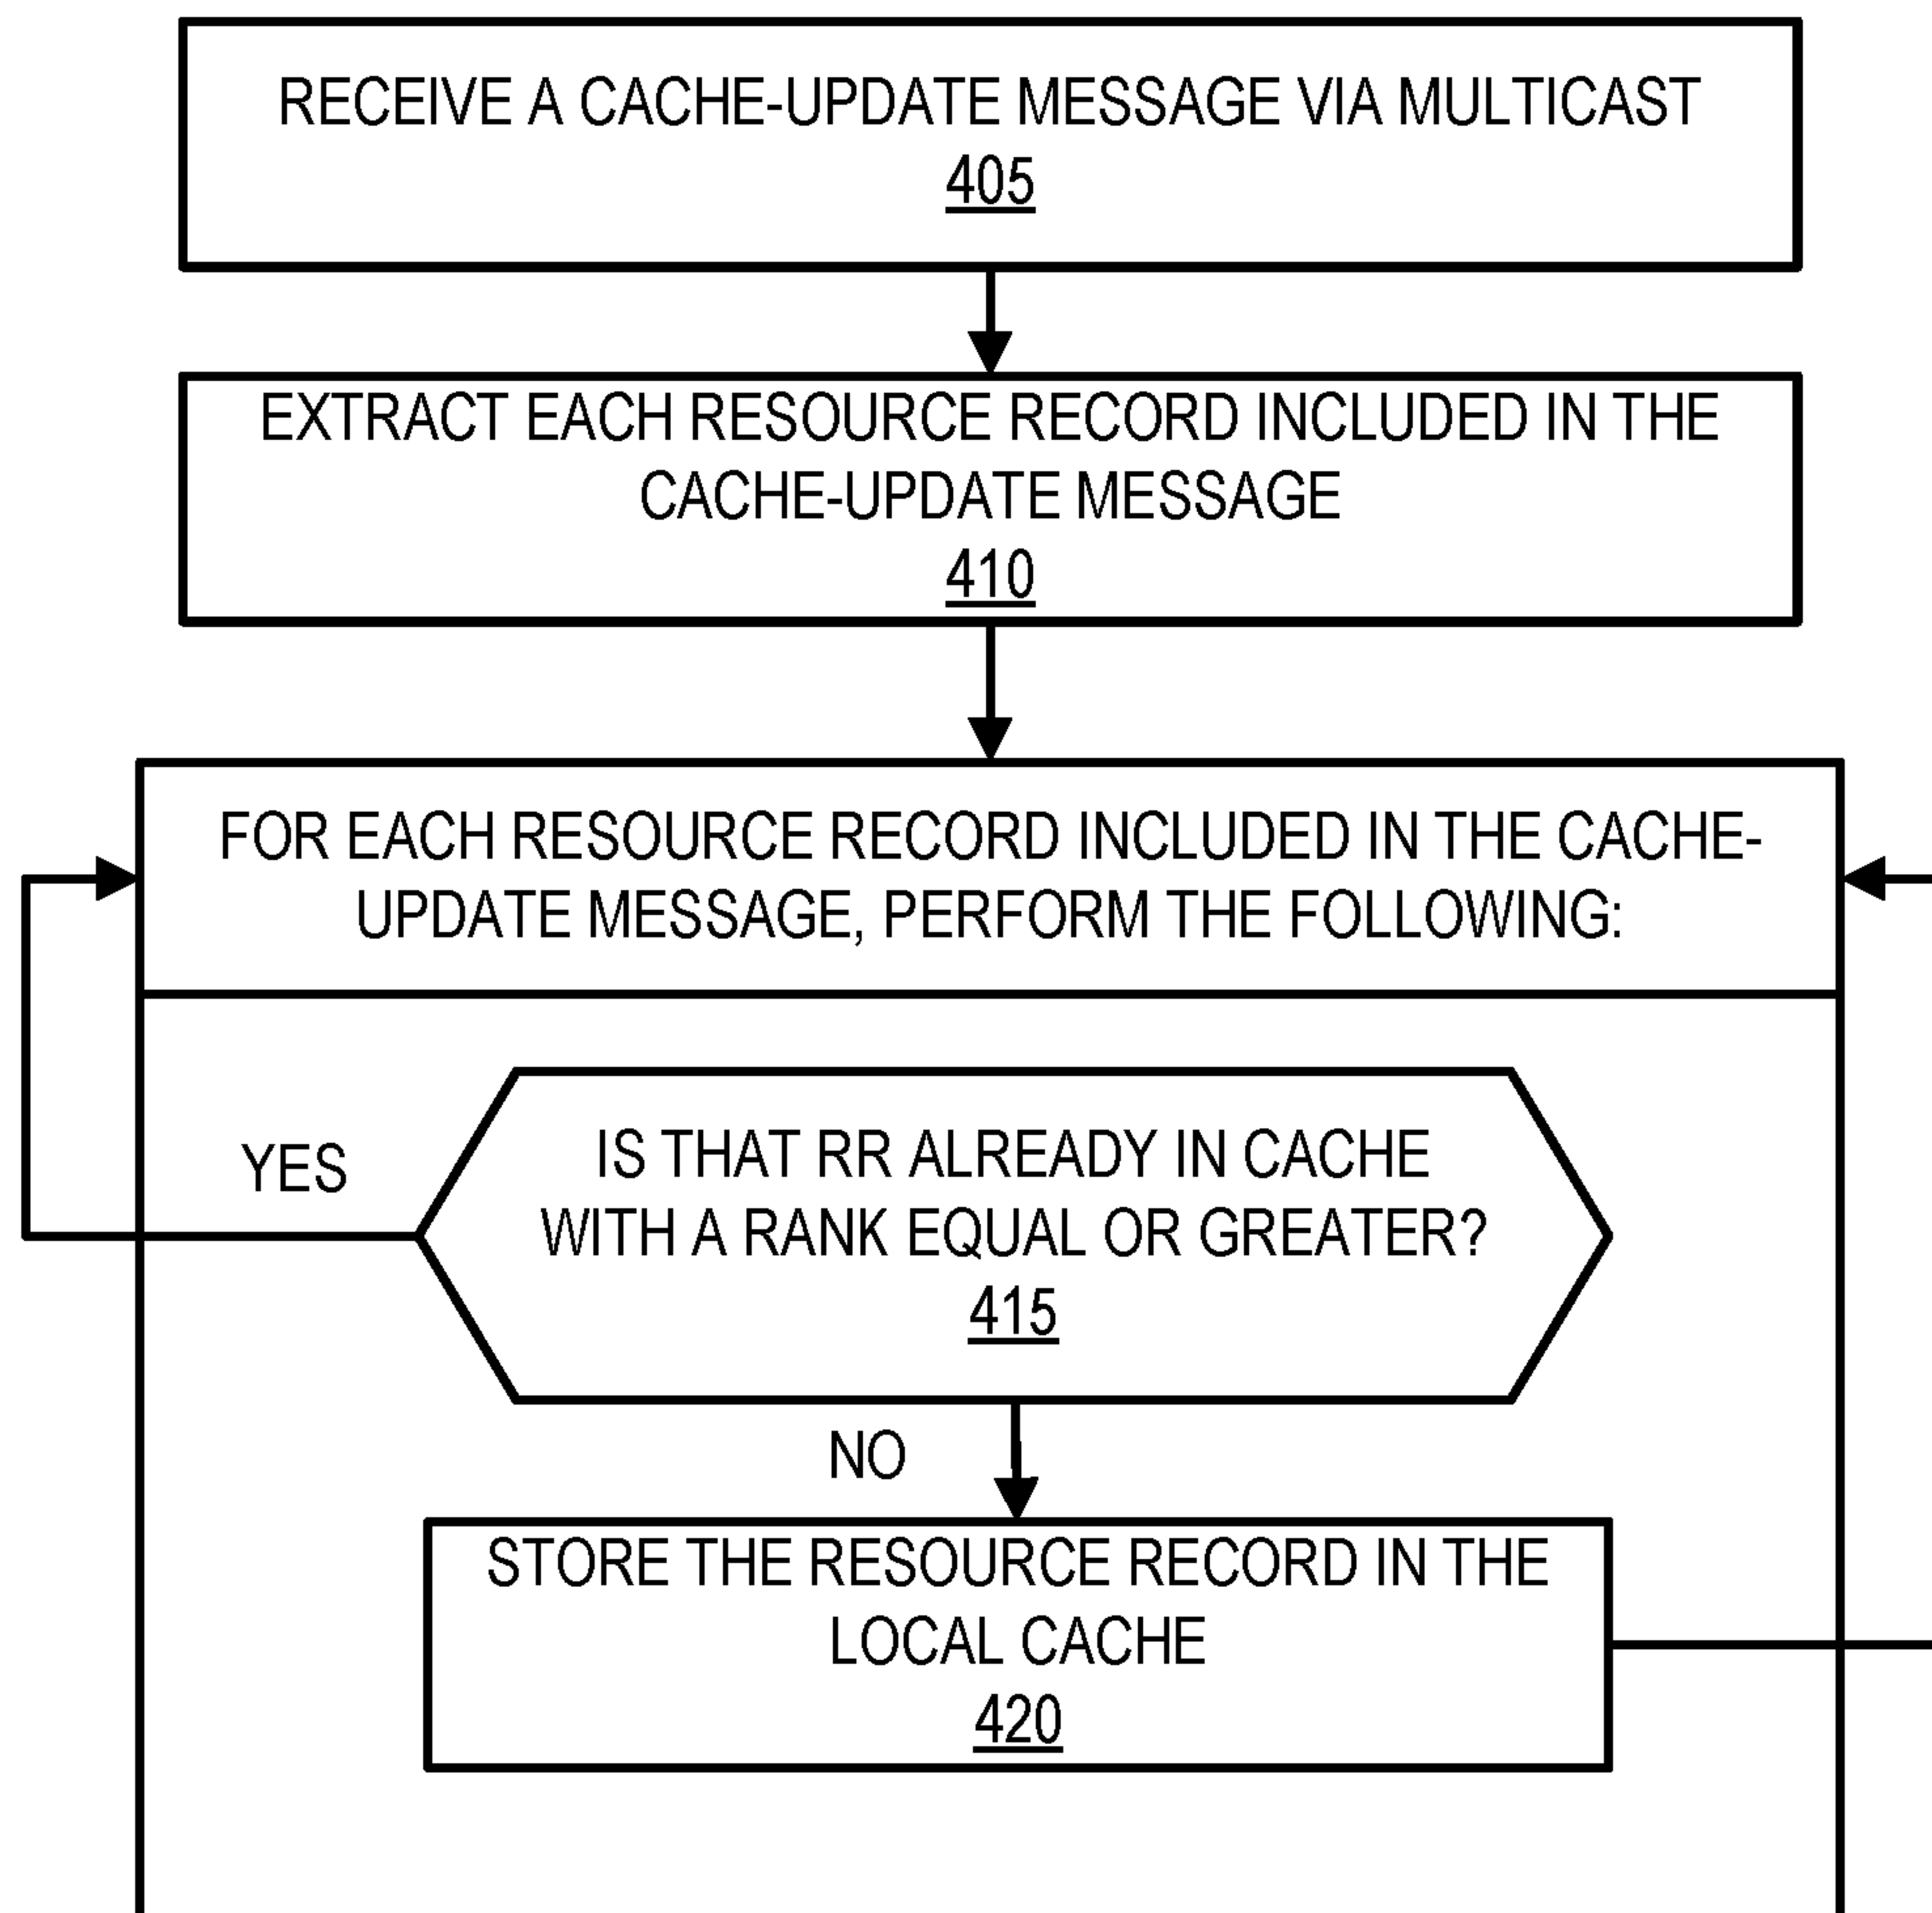 RECEIVE A CACHE-UPDATE MESSAGE VIA MULTICAST
405
EXTRACT EACH RESOURCE RECORD INCLUDED IN THE
CACHE-UPDATE MESSAGE
410
FOR EACH RESOURCE RECORD INCLUDED IN THE CACHE-
UPDATE MESSAGE, PERFORM THE FOLLOWING:
YES
IS THAT RR ALREADY IN CACHE
WITH A RANK EQUAL OR GREATER?
415
NO
STORE THE RESOURCE RECORD IN THE
LOCAL CACHE
420